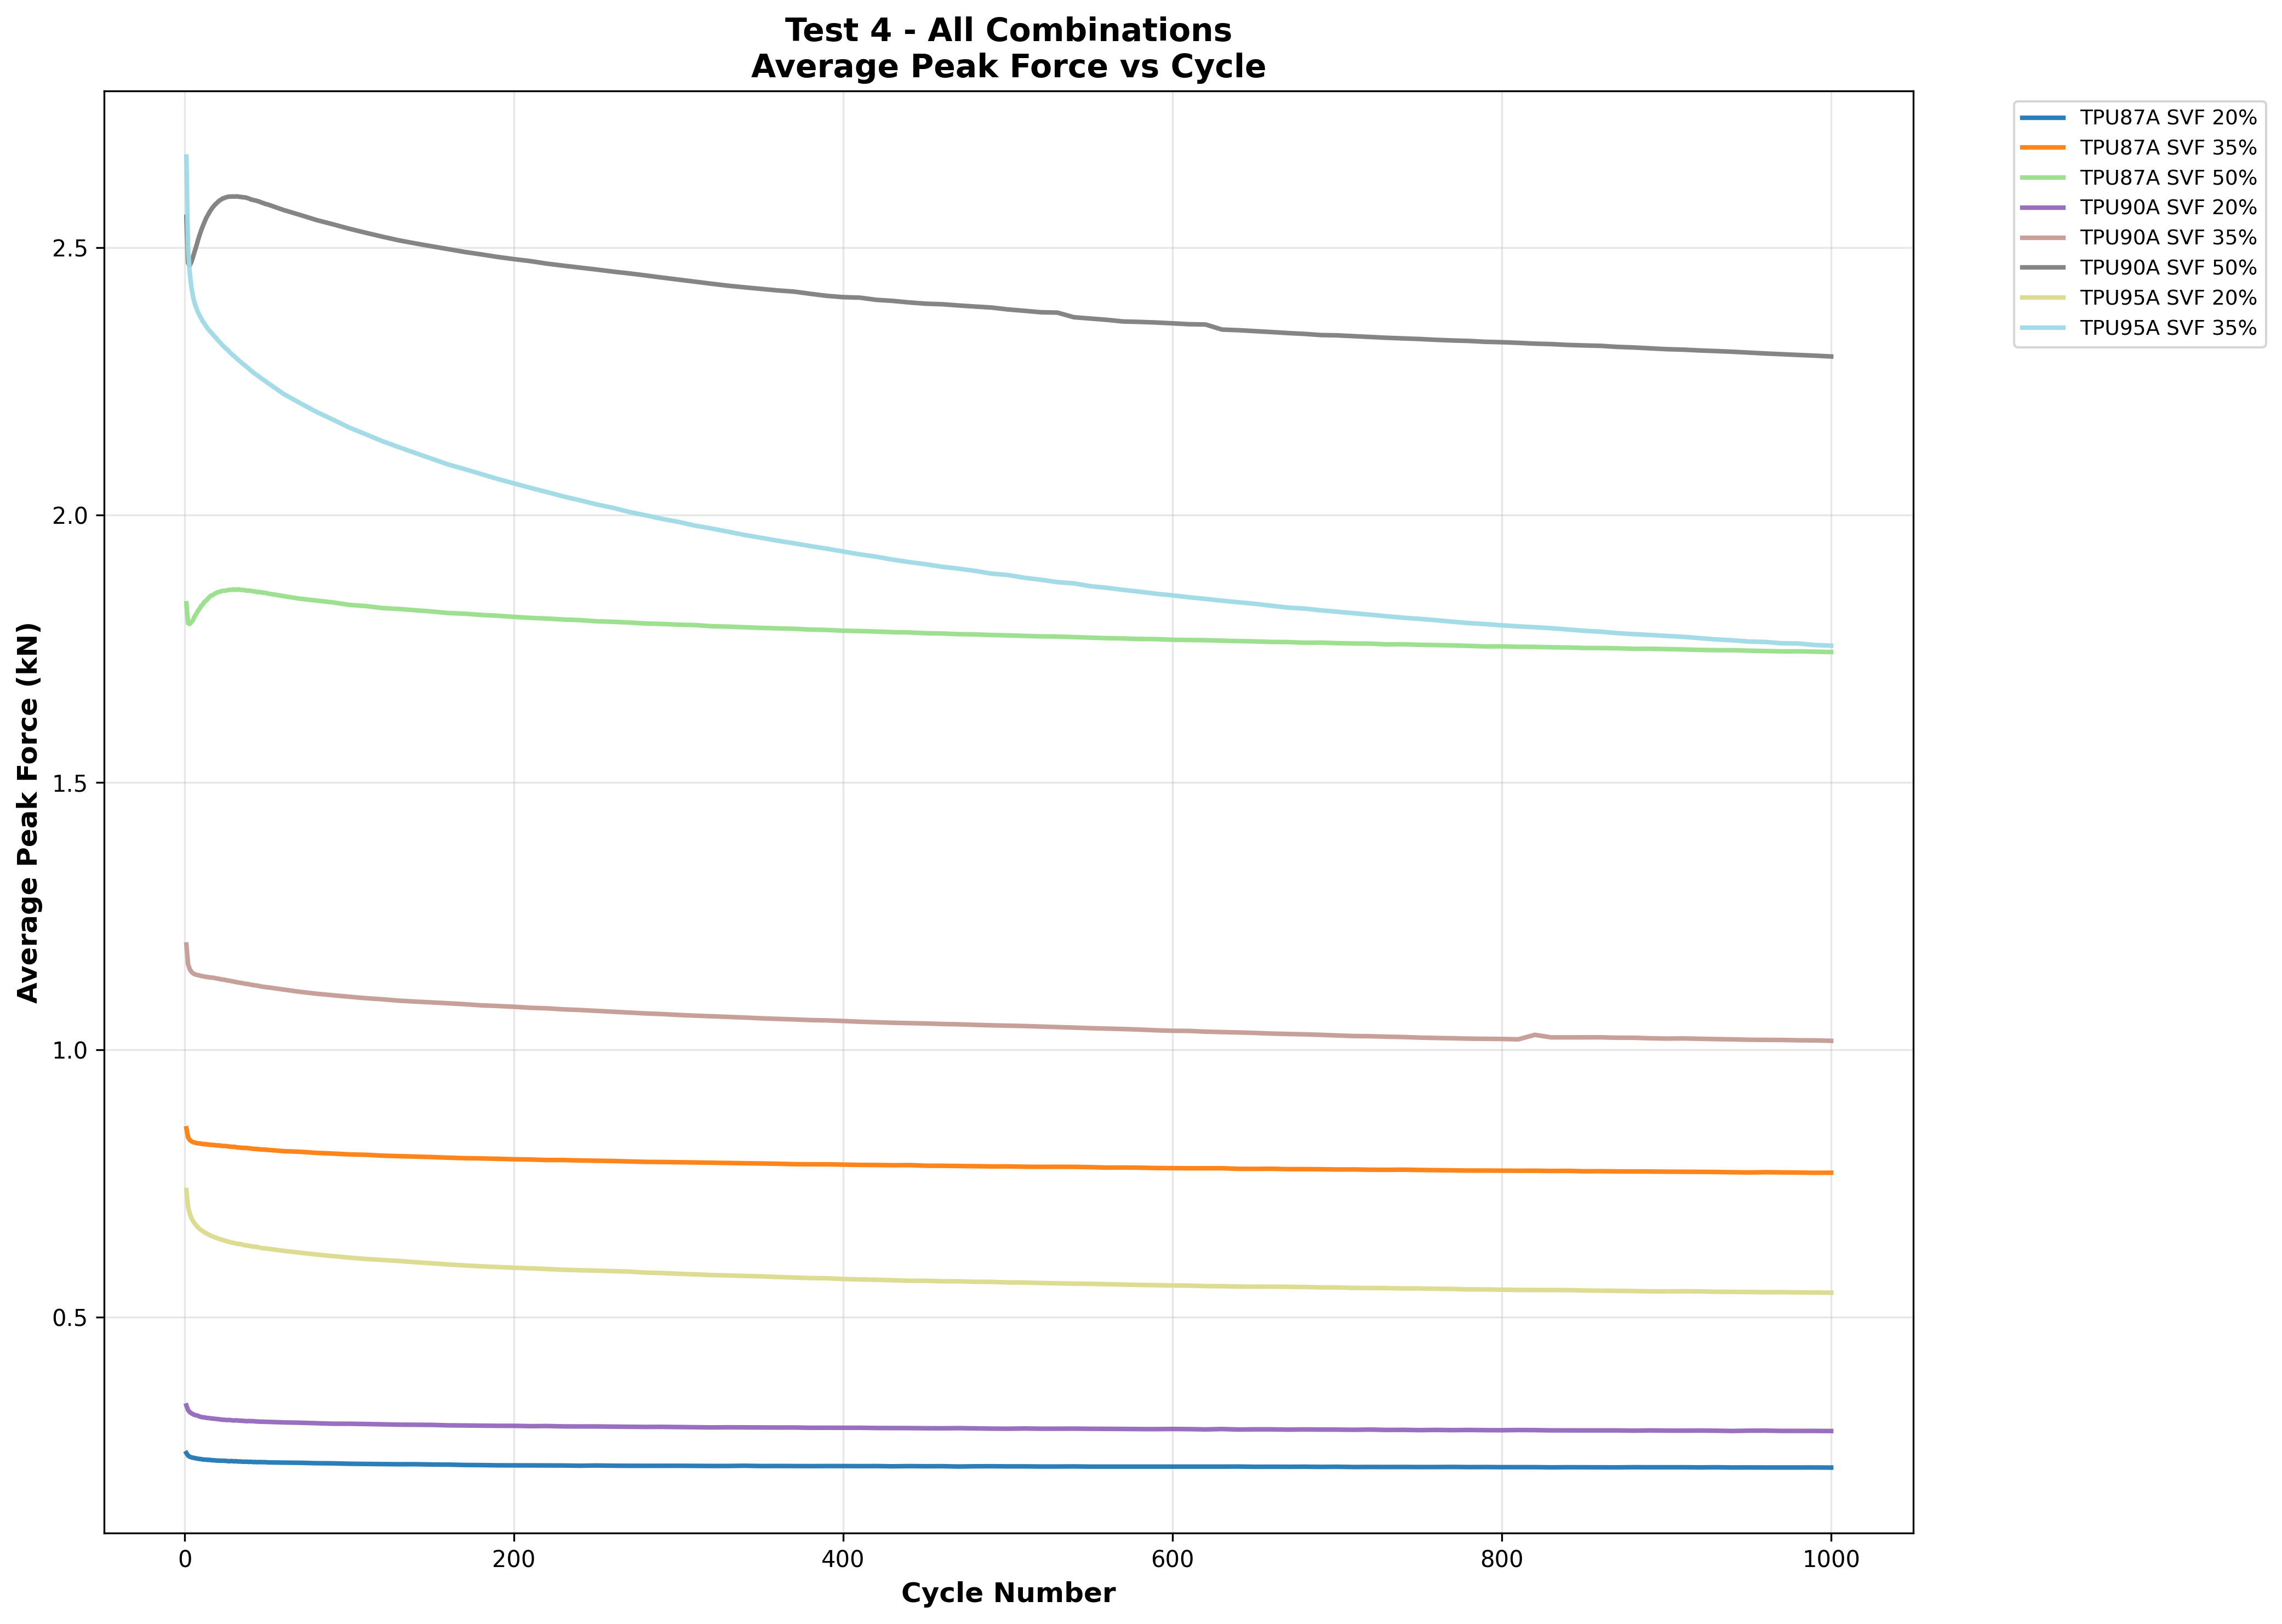 Test 4 - All Combinations
Average Peak Force vs Cycle
TPU87A SVF 20%
TPU87A SVF 35%
TPU87A SVF 50%
TPU90A SVF 20%
TPU90A SVF 35%
TPU90A SVF 50%
TPU95A SVF 20%
TPU95A SVF 35%
Average Peak Force (kN)
2.5
2.0
1.5
1.0
0.5
0
200
400
600
800
1000
Cycle Number